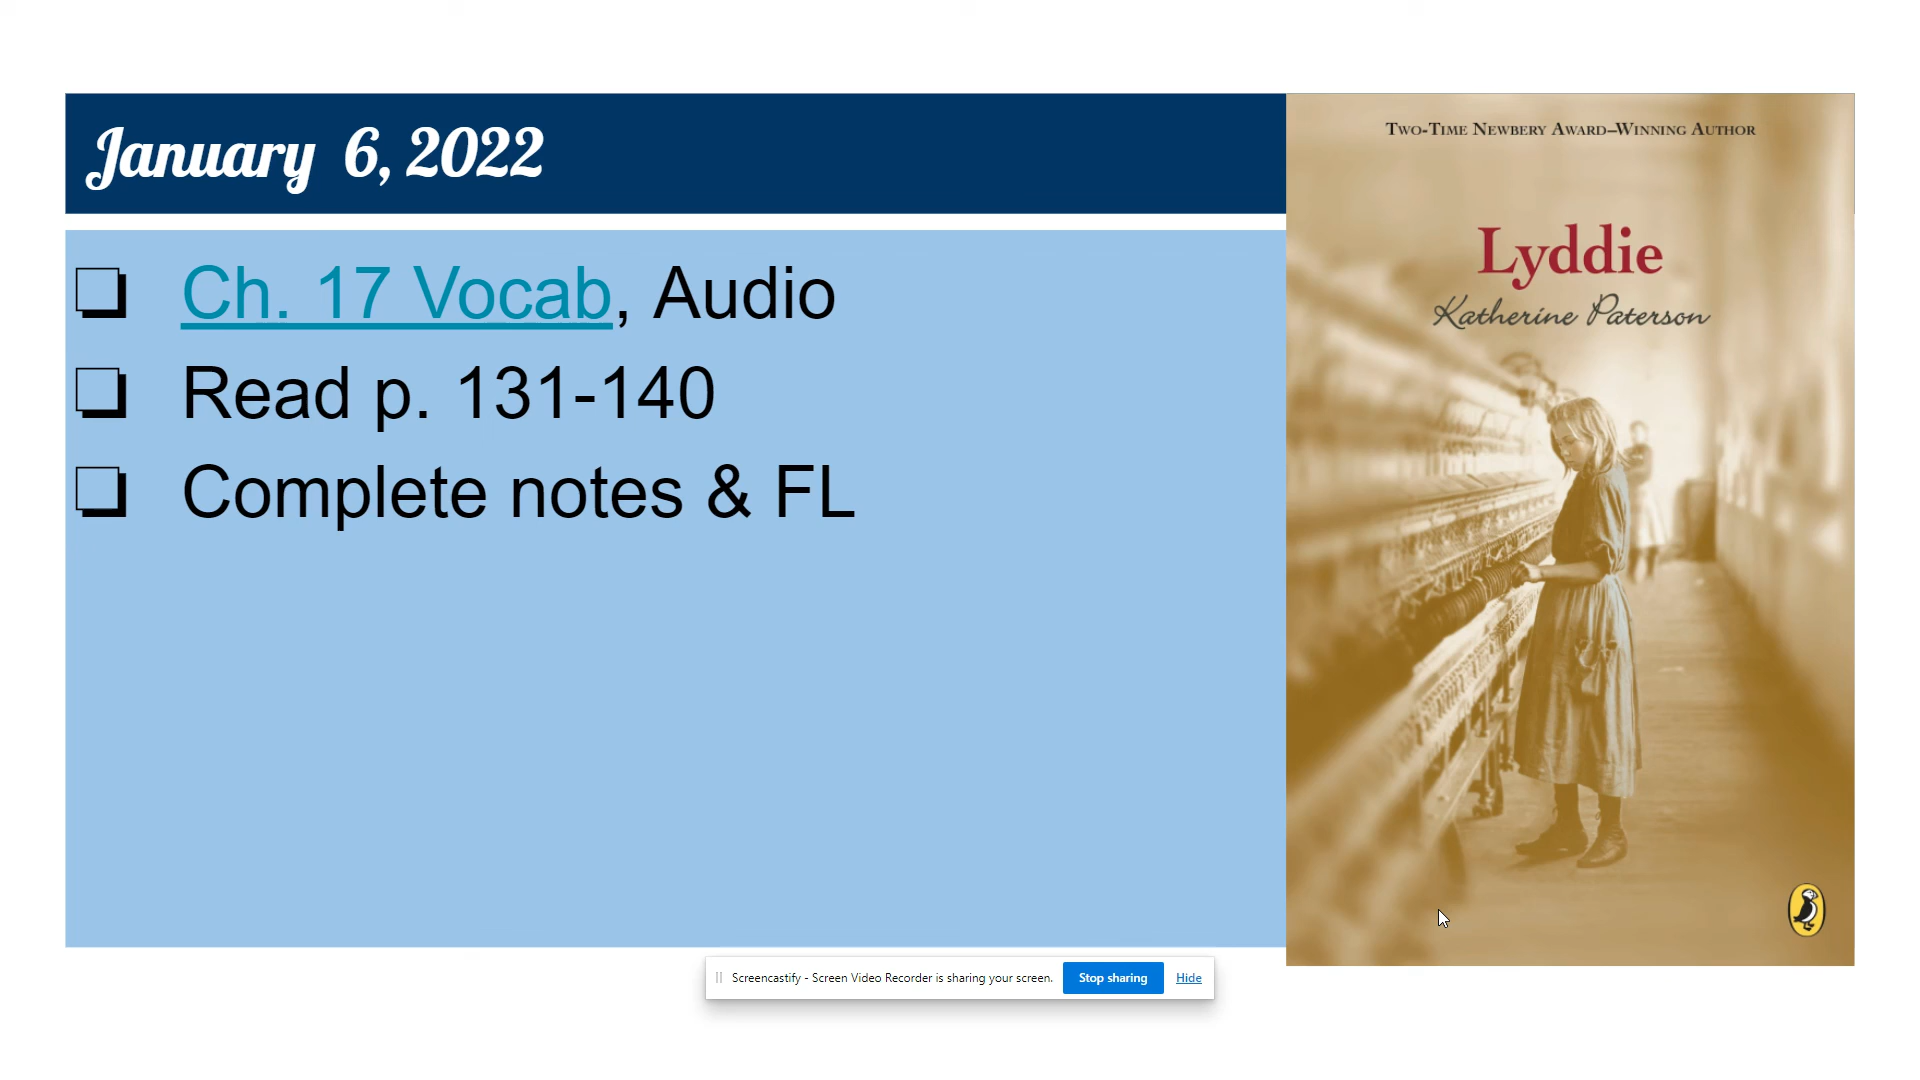 January 6, 2022
Ch. 17 Vocab, Audio
Read p. 131-140
Complete notes & FL
Two-Time Newbery Award–Winning Author
Lyddie
Katherine Paterson
Screencastify - Screen Video Recorder is sharing your screen. Stop sharing Hide